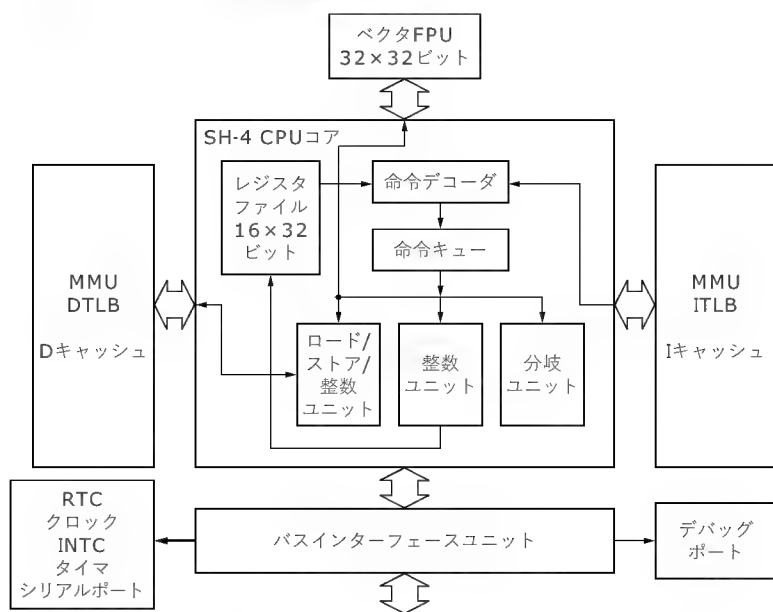 ベクタFPU
32×32ビット
SH-4 CPUコア
レジスタ
ファイル
16×32
ビット
命令デコーダ
命令キュー
MMU
DTLB
Dキャッシュ
MMU
ITLB
Iキャッシュ
ロード/
ストア/
整数
ユニット
整数
ユニット
分岐
ユニット
RTC
クロック
INTC
タイマ
シリアルポート
バスインターフェースユニット
デバッグ
ポート